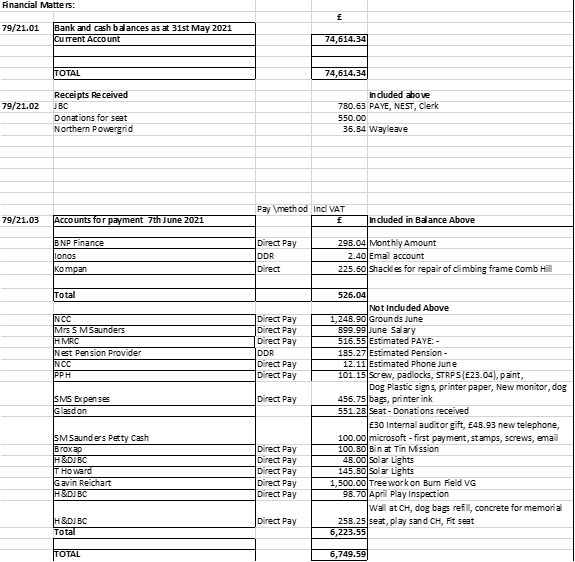 Financial Matters:
£
79/21.01 Bank and cash balances as at 31st May 2021
Current Account 74,614.34
TOTAL 74,614.34
Receipts Received Included above
79/21.02 JBC 780.63 PAYE, NEST, Clerk
Donations for seat 550.00
Northern Powergrid 36.84 Wayleave
Pay \method Incl VAT
79/21.03 Accounts for payment 7th June 2021 £ Included in Balance Above
BNP Finance Direct Pay 298.04 Monthly Amount
Ionos DDR 2.40 Email account
Kompan Direct 225.60 Shackles for repair of climbing frame Comb Hill
Total 526.04
Not Included Above
NCC Direct Pay 1,248.90 Grounds June
Mrs S M Saunders Direct Pay 899.99 June Salary
HMRC Direct Pay 516.55 Estimated PAYE: -
Nest Pension Provider DDR 185.27 Estimated Pension -
NCC Direct Pay 12.11 Estimated Phone June
PPH Direct Pay 101.15 Screw, padlocks, STRPS (£23.04), paint,
Dog Plastic signs, printer paper, New monitor, dog
SMS Expenses Direct Pay 456.75 bags, printer ink
Glasdon 551.28 Seat - Donations received
£30 Internal auditor gift, £48.93 new telephone,
SM Saunders Petty Cash 100.00 microsoft - first payment, stamps, screws, email
Broxap Direct Pay 100.80 Bin at Tin Mission
H&DJBC Direct Pay 48.00 Solar Lights
T Howard Direct Pay 145.80 Solar Lights
Gavin Reichart Direct Pay 1,500.00 Treework on Burn Field VG
H&DJBC Direct Pay 98.70 April Play Inspection
Wall at CH, dog bags refill, concrete for memorial
H&DJBC Direct Pay 258.25 seat, play sand CH, Fit seat
Total 6,223.55
TOTAL 6,749.59